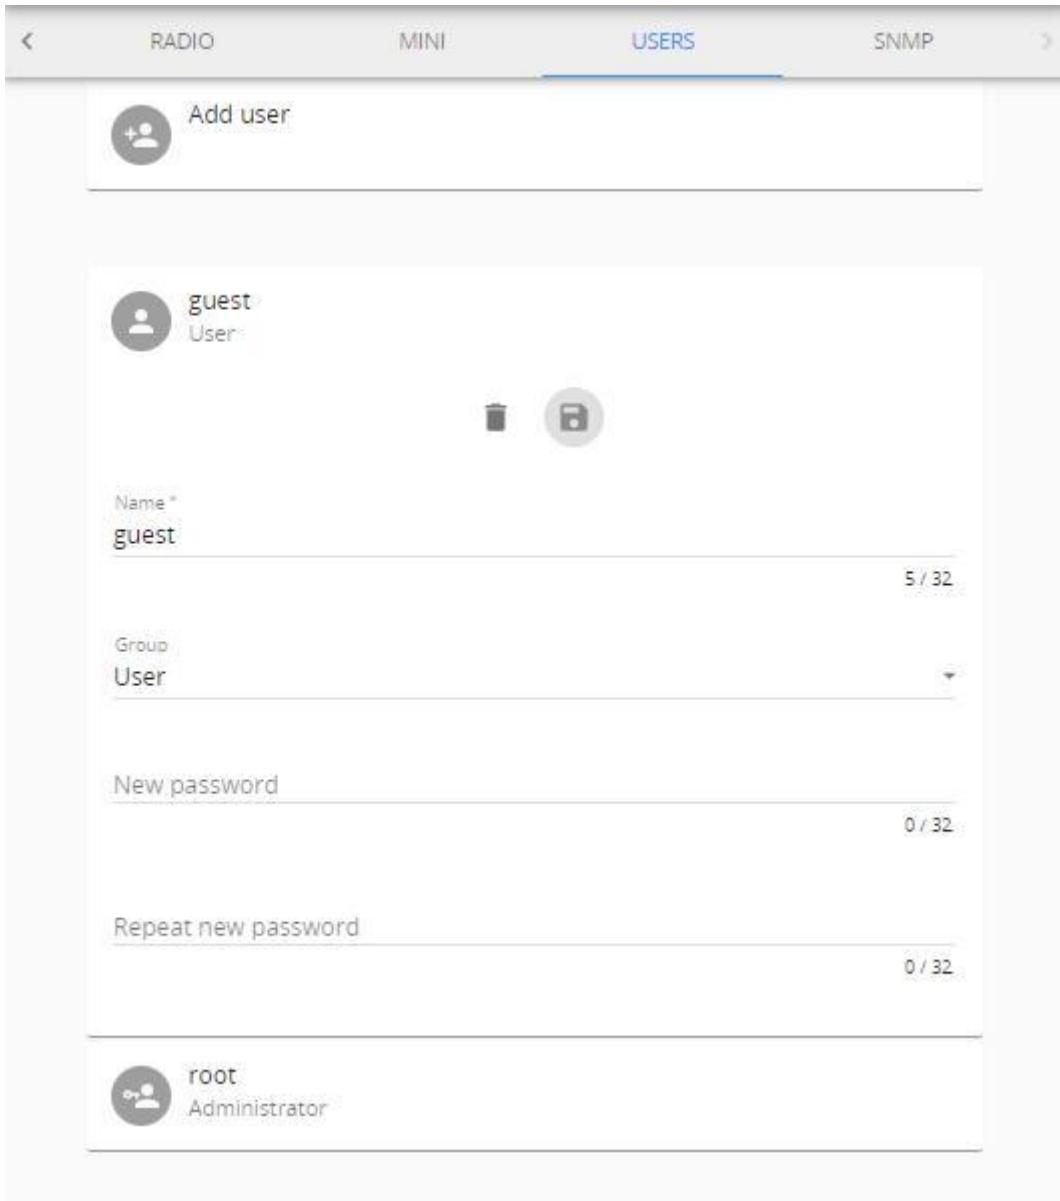 RADIO MINI USERS SNMP
Add user
guest
User
Name *
guest
5 / 32
Group
User
New password
0 / 32
Repeat new password
0 / 32
root
Administrator